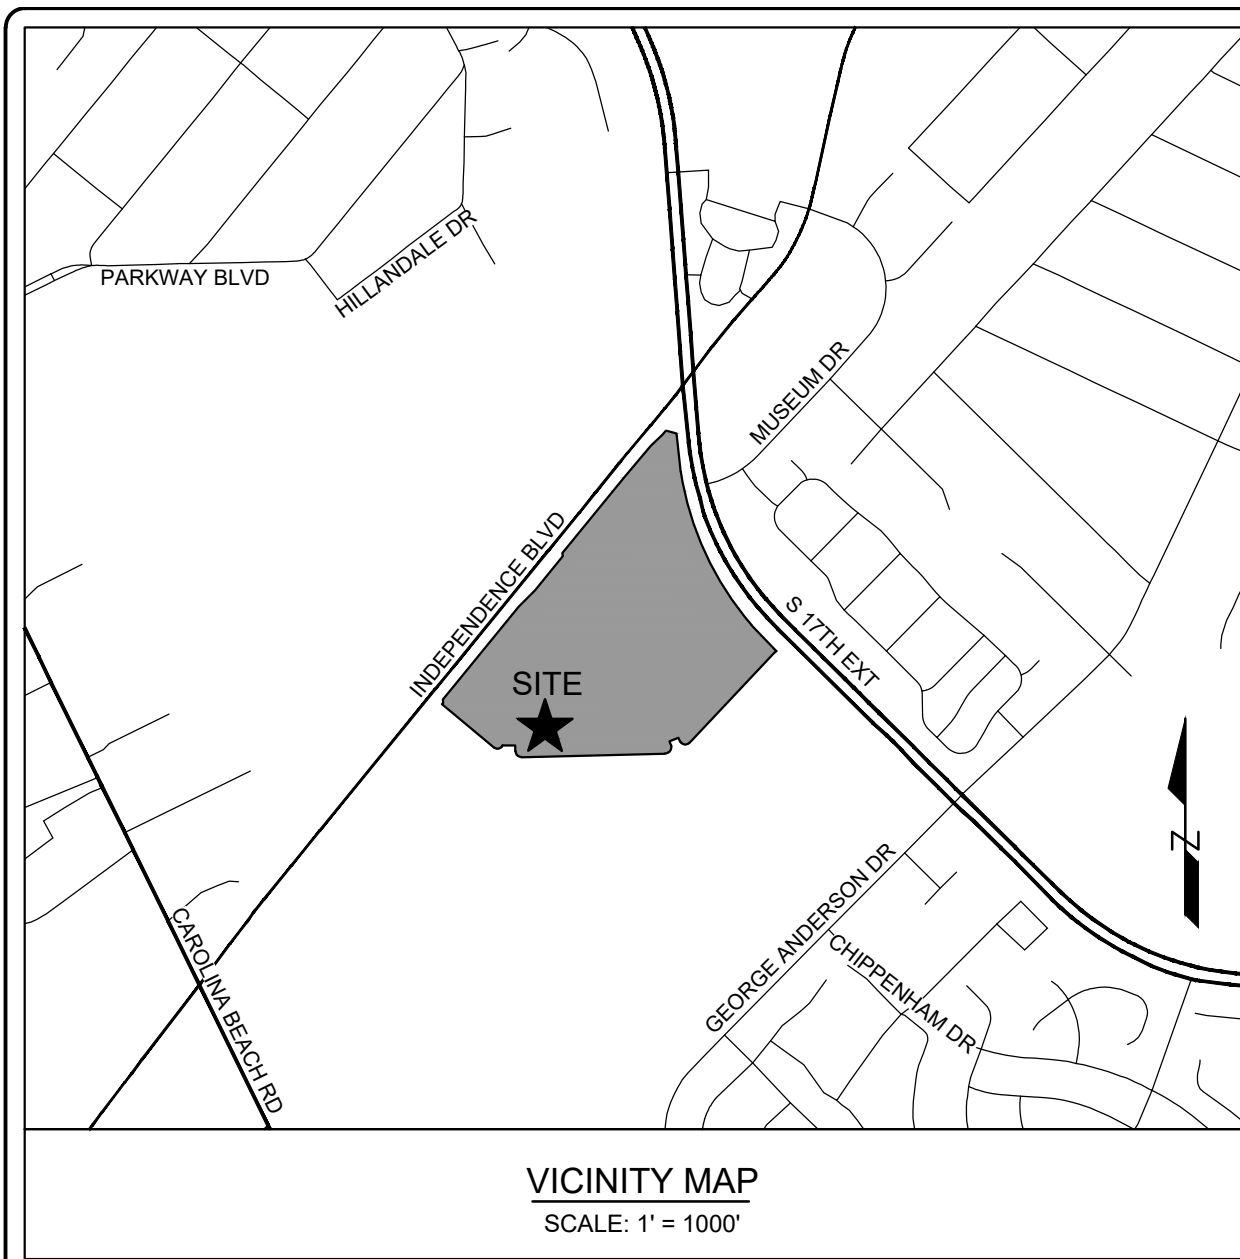 PARKWAY BLVD
HILLANDALE DR
MUSEUM DR
INDEPENDENCE BLVD
S 17TH EXT
SITE
N
GEORGE ANDERSON DR
CHIPPENHAM DR
CAROLINA BEACH RD
VICINITY MAP
SCALE: 1' = 1000'